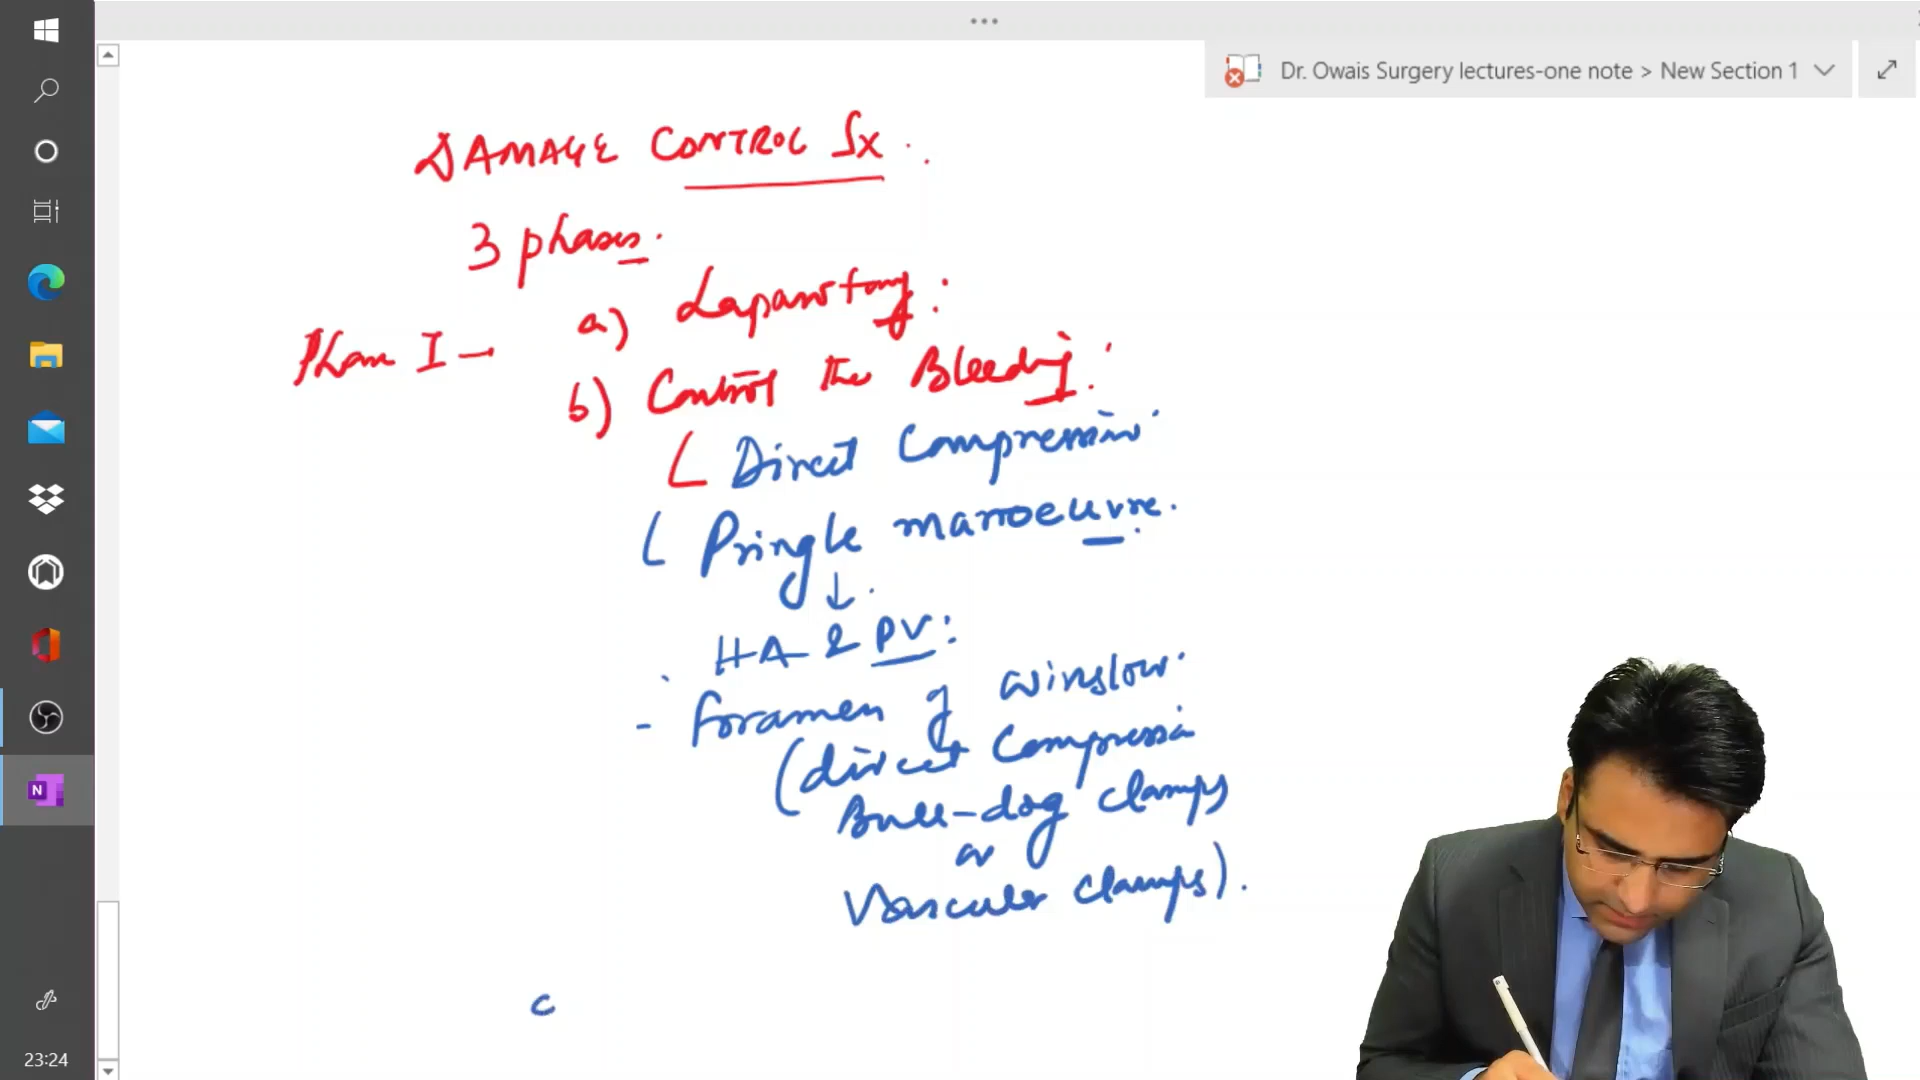 Dr. Owais Surgery lectures-one note > New Section 1
DAMAGE CONTROL Sx
3 phases
Phase I - a) Laparotomy
b) Control the Bleeding
Direct Compression
Pringle manoeuvre
HA & PV
- Foramen of winslow
(direct compression
Bull-dog clamps
or
Vascular clamps).
c
23:24